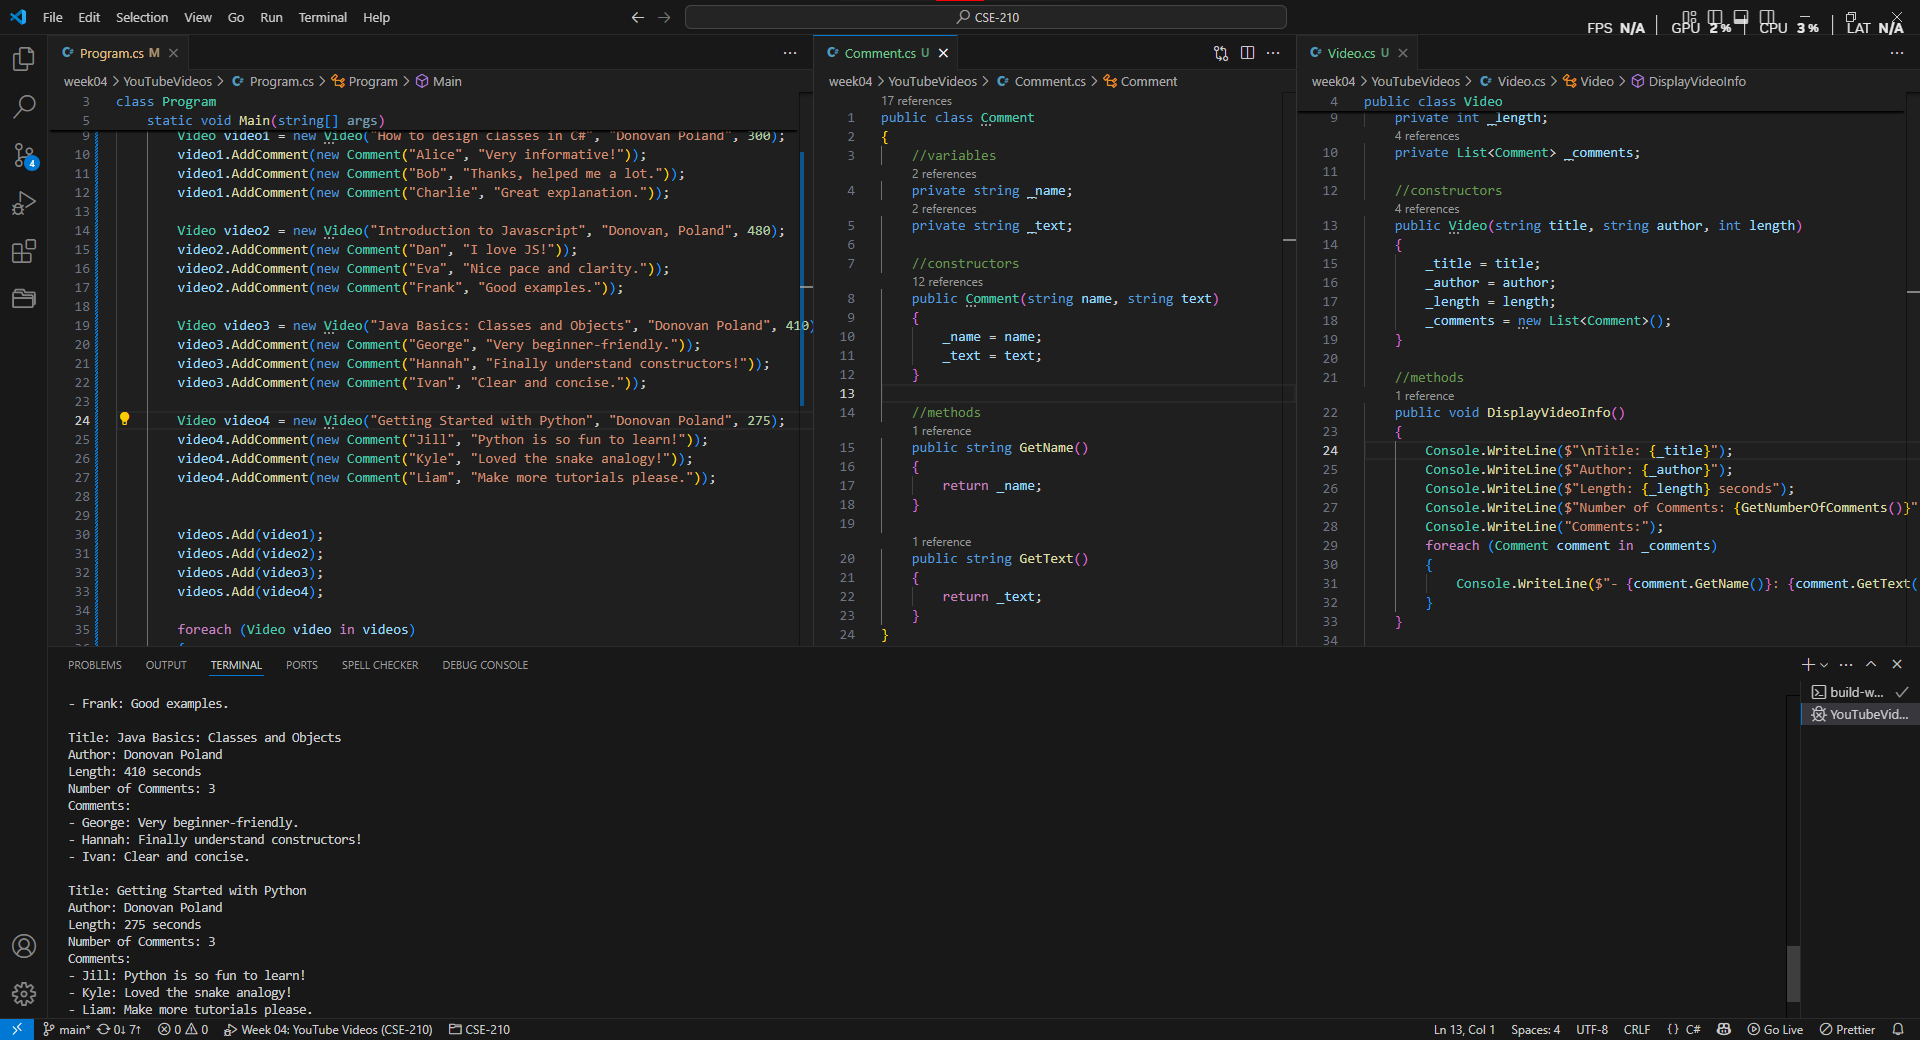 File Edit Selection View Go Run Terminal Help
CSE-210
FPS N/A | GPU 2 % | CPU 3 % | LAT N/A
Program.cs M
week04 > YouTubeVideos > Program.cs > Program > Main
3 class Program
5 static void Main(string[] args)
9 Video video1 = new Video("How to design classes in C#", "Donovan Poland", 300);
10 video1.AddComment(new Comment("Alice", "Very informative!"));
11 video1.AddComment(new Comment("Bob", "Thanks, helped me a lot."));
12 video1.AddComment(new Comment("Charlie", "Great explanation."));
13
14 Video video2 = new Video("Introduction to Javascript", "Donovan, Poland", 480);
15 video2.AddComment(new Comment("Dan", "I love JS!"));
16 video2.AddComment(new Comment("Eva", "Nice pace and clarity."));
17 video2.AddComment(new Comment("Frank", "Good examples."));
18
19 Video video3 = new Video("Java Basics: Classes and Objects", "Donovan Poland", 410)
20 video3.AddComment(new Comment("George", "Very beginner-friendly."));
21 video3.AddComment(new Comment("Hannah", "Finally understand constructors!"));
22 video3.AddComment(new Comment("Ivan", "Clear and concise."));
23
24 Video video4 = new Video("Getting Started with Python", "Donovan Poland", 275);
25 video4.AddComment(new Comment("Jill", "Python is so fun to learn!"));
26 video4.AddComment(new Comment("Kyle", "Loved the snake analogy!"));
27 video4.AddComment(new Comment("Liam", "Make more tutorials please."));
28
29
30 videos.Add(video1);
31 videos.Add(video2);
32 videos.Add(video3);
33 videos.Add(video4);
34
35 foreach (Video video in videos)
Comment.cs U
week04 > YouTubeVideos > Comment.cs > Comment
17 references
1 public class Comment
2 {
3 //variables
2 references
4 private string _name;
2 references
5 private string _text;
6
7 //constructors
12 references
8 public Comment(string name, string text)
9 {
10 _name = name;
11 _text = text;
12 }
13
14 //methods
1 reference
15 public string GetName()
16 {
17 return _name;
18 }
19
1 reference
20 public string GetText()
21 {
22 return _text;
23 }
24 }
Video.cs U
week04 > YouTubeVideos > Video.cs > Video > DisplayVideoInfo
4 public class Video
9 private int _length;
4 references
10 private List<Comment> _comments;
11
12 //constructors
4 references
13 public Video(string title, string author, int length)
14 {
15 _title = title;
16 _author = author;
17 _length = length;
18 _comments = new List<Comment>();
19 }
20
21 //methods
1 reference
22 public void DisplayVideoInfo()
23 {
24 Console.WriteLine($"\nTitle: {_title}");
25 Console.WriteLine($"Author: {_author}");
26 Console.WriteLine($"Length: {_length} seconds");
27 Console.WriteLine($"Number of Comments: {GetNumberOfComments()}"
28 Console.WriteLine("Comments:");
29 foreach (Comment comment in _comments)
30 {
31 Console.WriteLine($"- {comment.GetName()}: {comment.GetText(
32 }
33 }
34
PROBLEMS OUTPUT TERMINAL PORTS SPELL CHECKER DEBUG CONSOLE
build-w...
YouTubeVid...
- Frank: Good examples.
Title: Java Basics: Classes and Objects
Author: Donovan Poland
Length: 410 seconds
Number of Comments: 3
Comments:
- George: Very beginner-friendly.
- Hannah: Finally understand constructors!
- Ivan: Clear and concise.
Title: Getting Started with Python
Author: Donovan Poland
Length: 275 seconds
Number of Comments: 3
Comments:
- Jill: Python is so fun to learn!
- Kyle: Loved the snake analogy!
- Liam: Make more tutorials please.
4
main* 0↓ 7↑ 0 0 Week 04: YouTube Videos (CSE-210) CSE-210
Ln 13, Col 1 Spaces: 4 UTF-8 CRLF {} C# Go Live Prettier